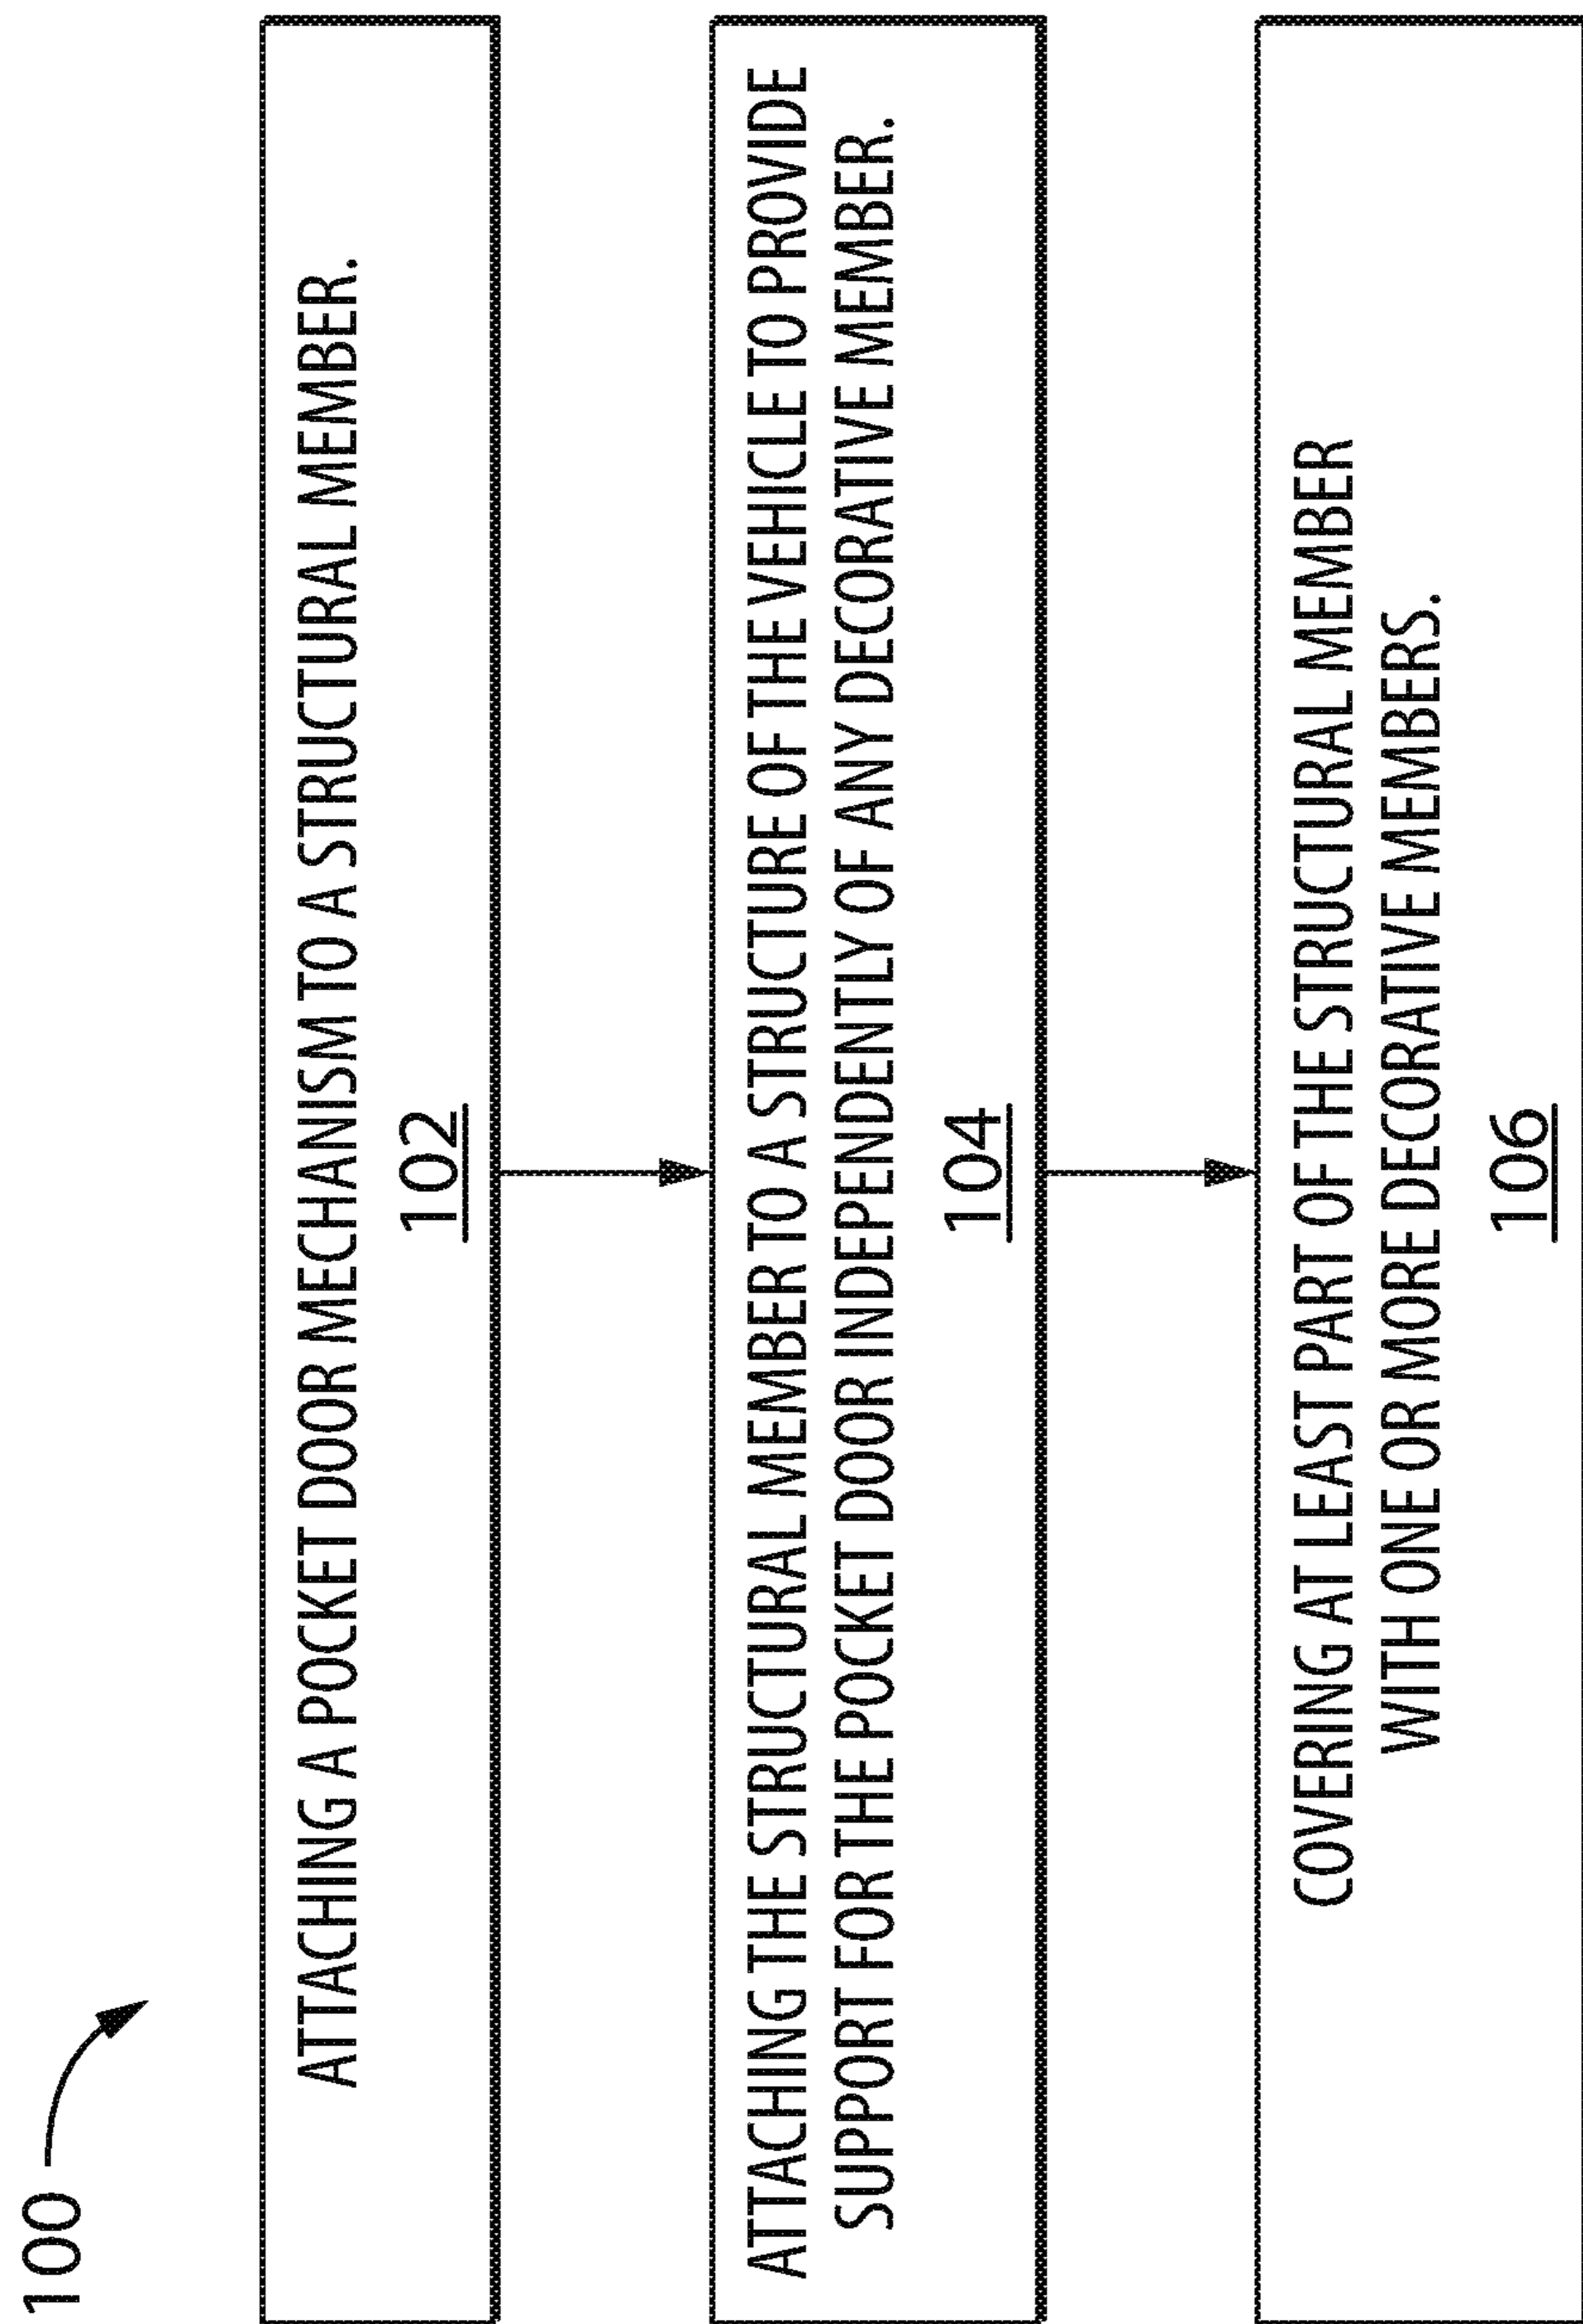 100
ATTACHING A POCKET DOOR MECHANISM TO A STRUCTURAL MEMBER.
102
ATTACHING THE STRUCTURAL MEMBER TO A STRUCTURE OF THE VEHICLE TO PROVIDE
SUPPORT FOR THE POCKET DOOR INDEPENDENTLY OF ANY DECORATIVE MEMBER.
104
COVERING AT LEAST PART OF THE STRUCTURAL MEMBER
WITH ONE OR MORE DECORATIVE MEMBERS.
106